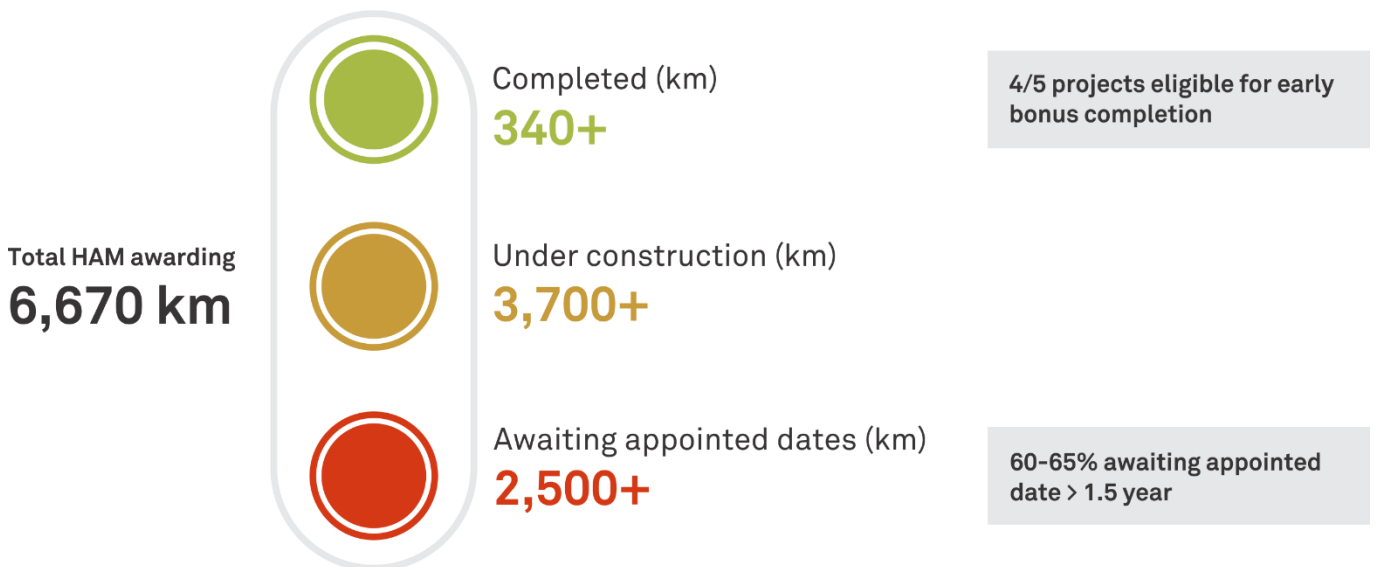 Completed (km)
340+
4/5 projects eligible for early
bonus completion
Total HAM awarding
6,670 km
Under construction (km)
3,700+
Awaiting appointed dates (km)
2,500+
60-65% awaiting appointed
date > 1.5 year